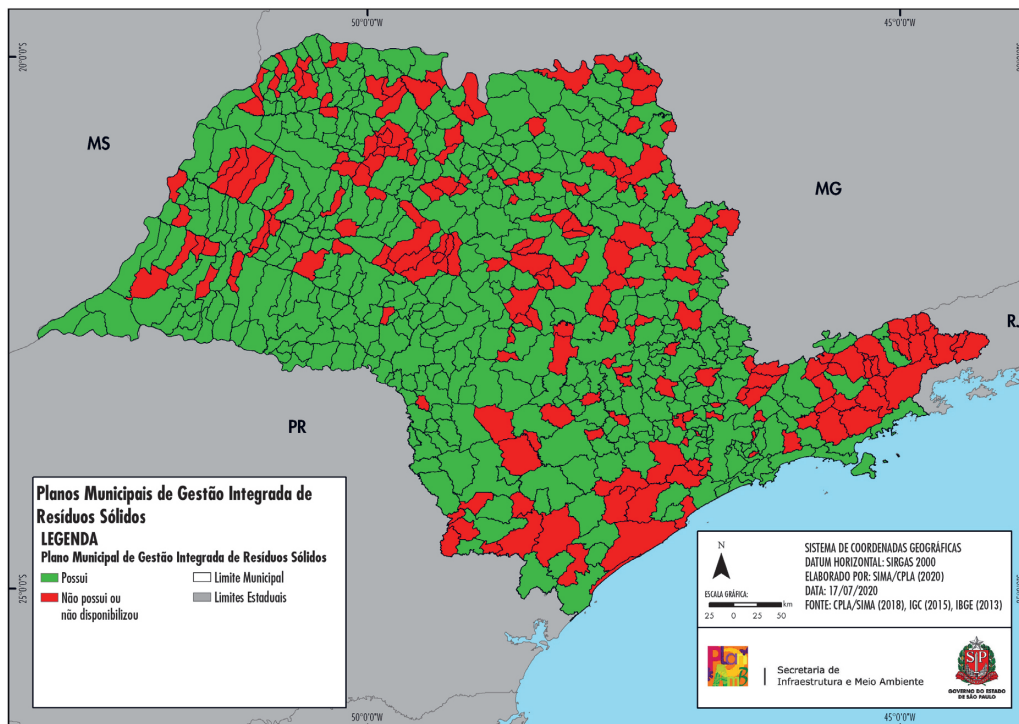 50°0'0"W
45°0'0"W
20°0'0"S
MS
MG
R.
PR
Planos Municipais de Gestão Integrada de
Resíduos Sólidos
LEGENDA
Plano Municipal de Gestão Integrada de Resíduos Sólidos
Possui
Limite Municipal
Não possui ou
não disponibilizou
Limites Estaduais
N
ESCALA GRÁFICA:
25 0 25 50 km
SISTEMA DE COORDENADAS GEOGRÁFICAS
DATUM HORIZONTAL: SIRGAS 2000
ELABORADO POR: SIMA/CPLA (2020)
DATA: 17/07/2020
FONTE: CPLA/SIMA (2018), IGC (2015), IBGE (2013)
25°0'0"S
Secretaria de
Infraestrutura e Meio Ambiente
SP
GOVERNO DO ESTADO
DE SÃO PAULO
50°0'0"W
45°0'0"W